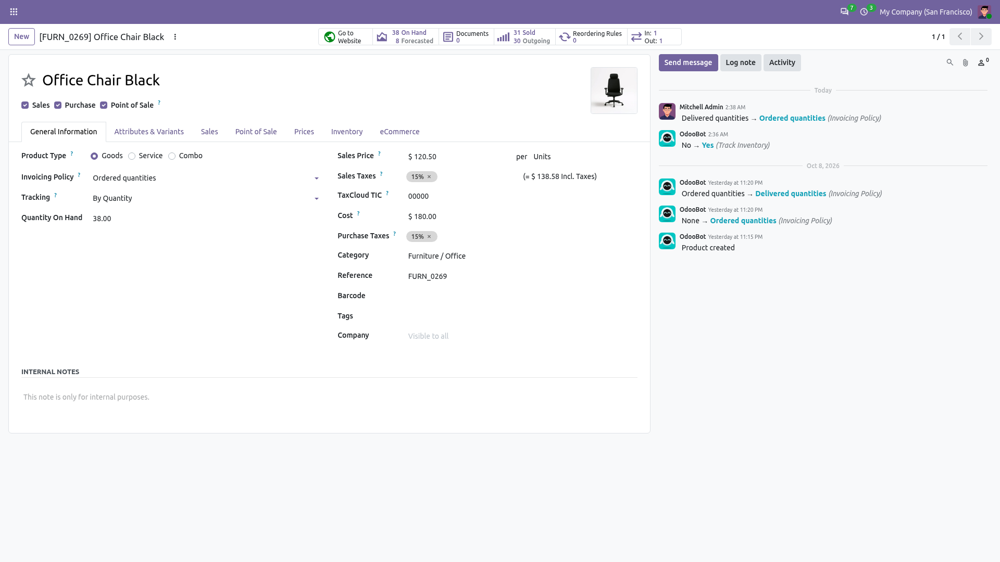 7
3
My Company (San Francisco)
New
[FURN_0269] Office Chair Black
Go to
Website
38 On Hand
8 Forecasted
Documents
0
31 Sold
30 Outgoing
Reordering Rules
0
In: 1
Out: 1
1 / 1
Office Chair Black
Sales
Purchase
Point of Sale ?
General Information
Attributes & Variants
Sales
Point of Sale
Prices
Inventory
eCommerce
Product Type ?
Goods
Service
Combo
Invoicing Policy ?
Ordered quantities
Tracking ?
By Quantity
Quantity On Hand
38.00
Sales Price ?
$ 120.50
per Units
Sales Taxes ?
15% ×
(= $ 138.58 Incl. Taxes)
TaxCloud TIC ?
00000
Cost ?
$ 180.00
Purchase Taxes ?
15% ×
Category
Furniture / Office
Reference
FURN_0269
Barcode
Tags
Company
Visible to all
INTERNAL NOTES
This note is only for internal purposes.
Send message
Log note
Activity
0
Today
Mitchell Admin 2:38 AM
Delivered quantities → Ordered quantities (Invoicing Policy)
OdooBot 2:36 AM
No → Yes (Track Inventory)
Oct 8, 2026
OdooBot Yesterday at 11:20 PM
Ordered quantities → Delivered quantities (Invoicing Policy)
OdooBot Yesterday at 11:20 PM
None → Ordered quantities (Invoicing Policy)
OdooBot Yesterday at 11:15 PM
Product created